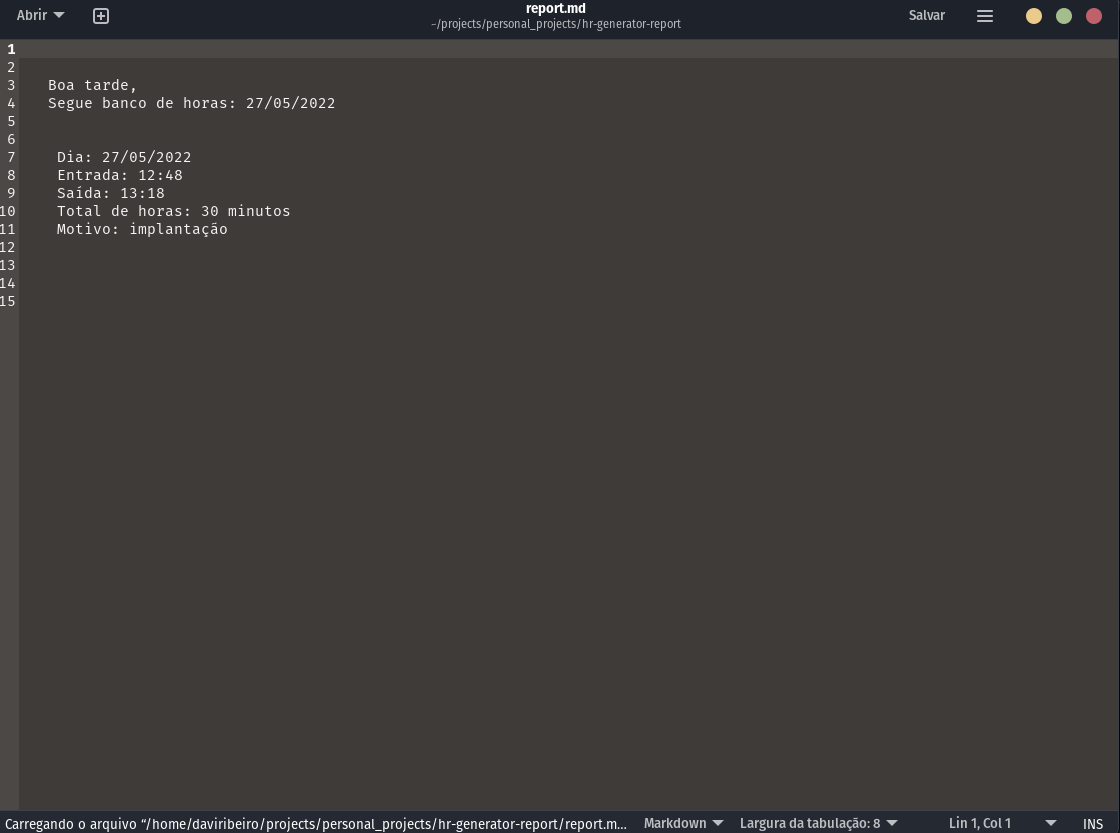 Abrir
report.md
~/projects/personal_projects/hr-generator-report
Salvar
1
2
3 Boa tarde,
4 Segue banco de horas: 27/05/2022
5
6
7 Dia: 27/05/2022
8 Entrada: 12:48
9 Saída: 13:18
10 Total de horas: 30 minutos
11 Motivo: implantação
12
13
14
15
Carregando o arquivo “/home/daviribeiro/projects/personal_projects/hr-generator-report/report.m… Markdown Largura da tabulação: 8 Lin 1, Col 1 INS